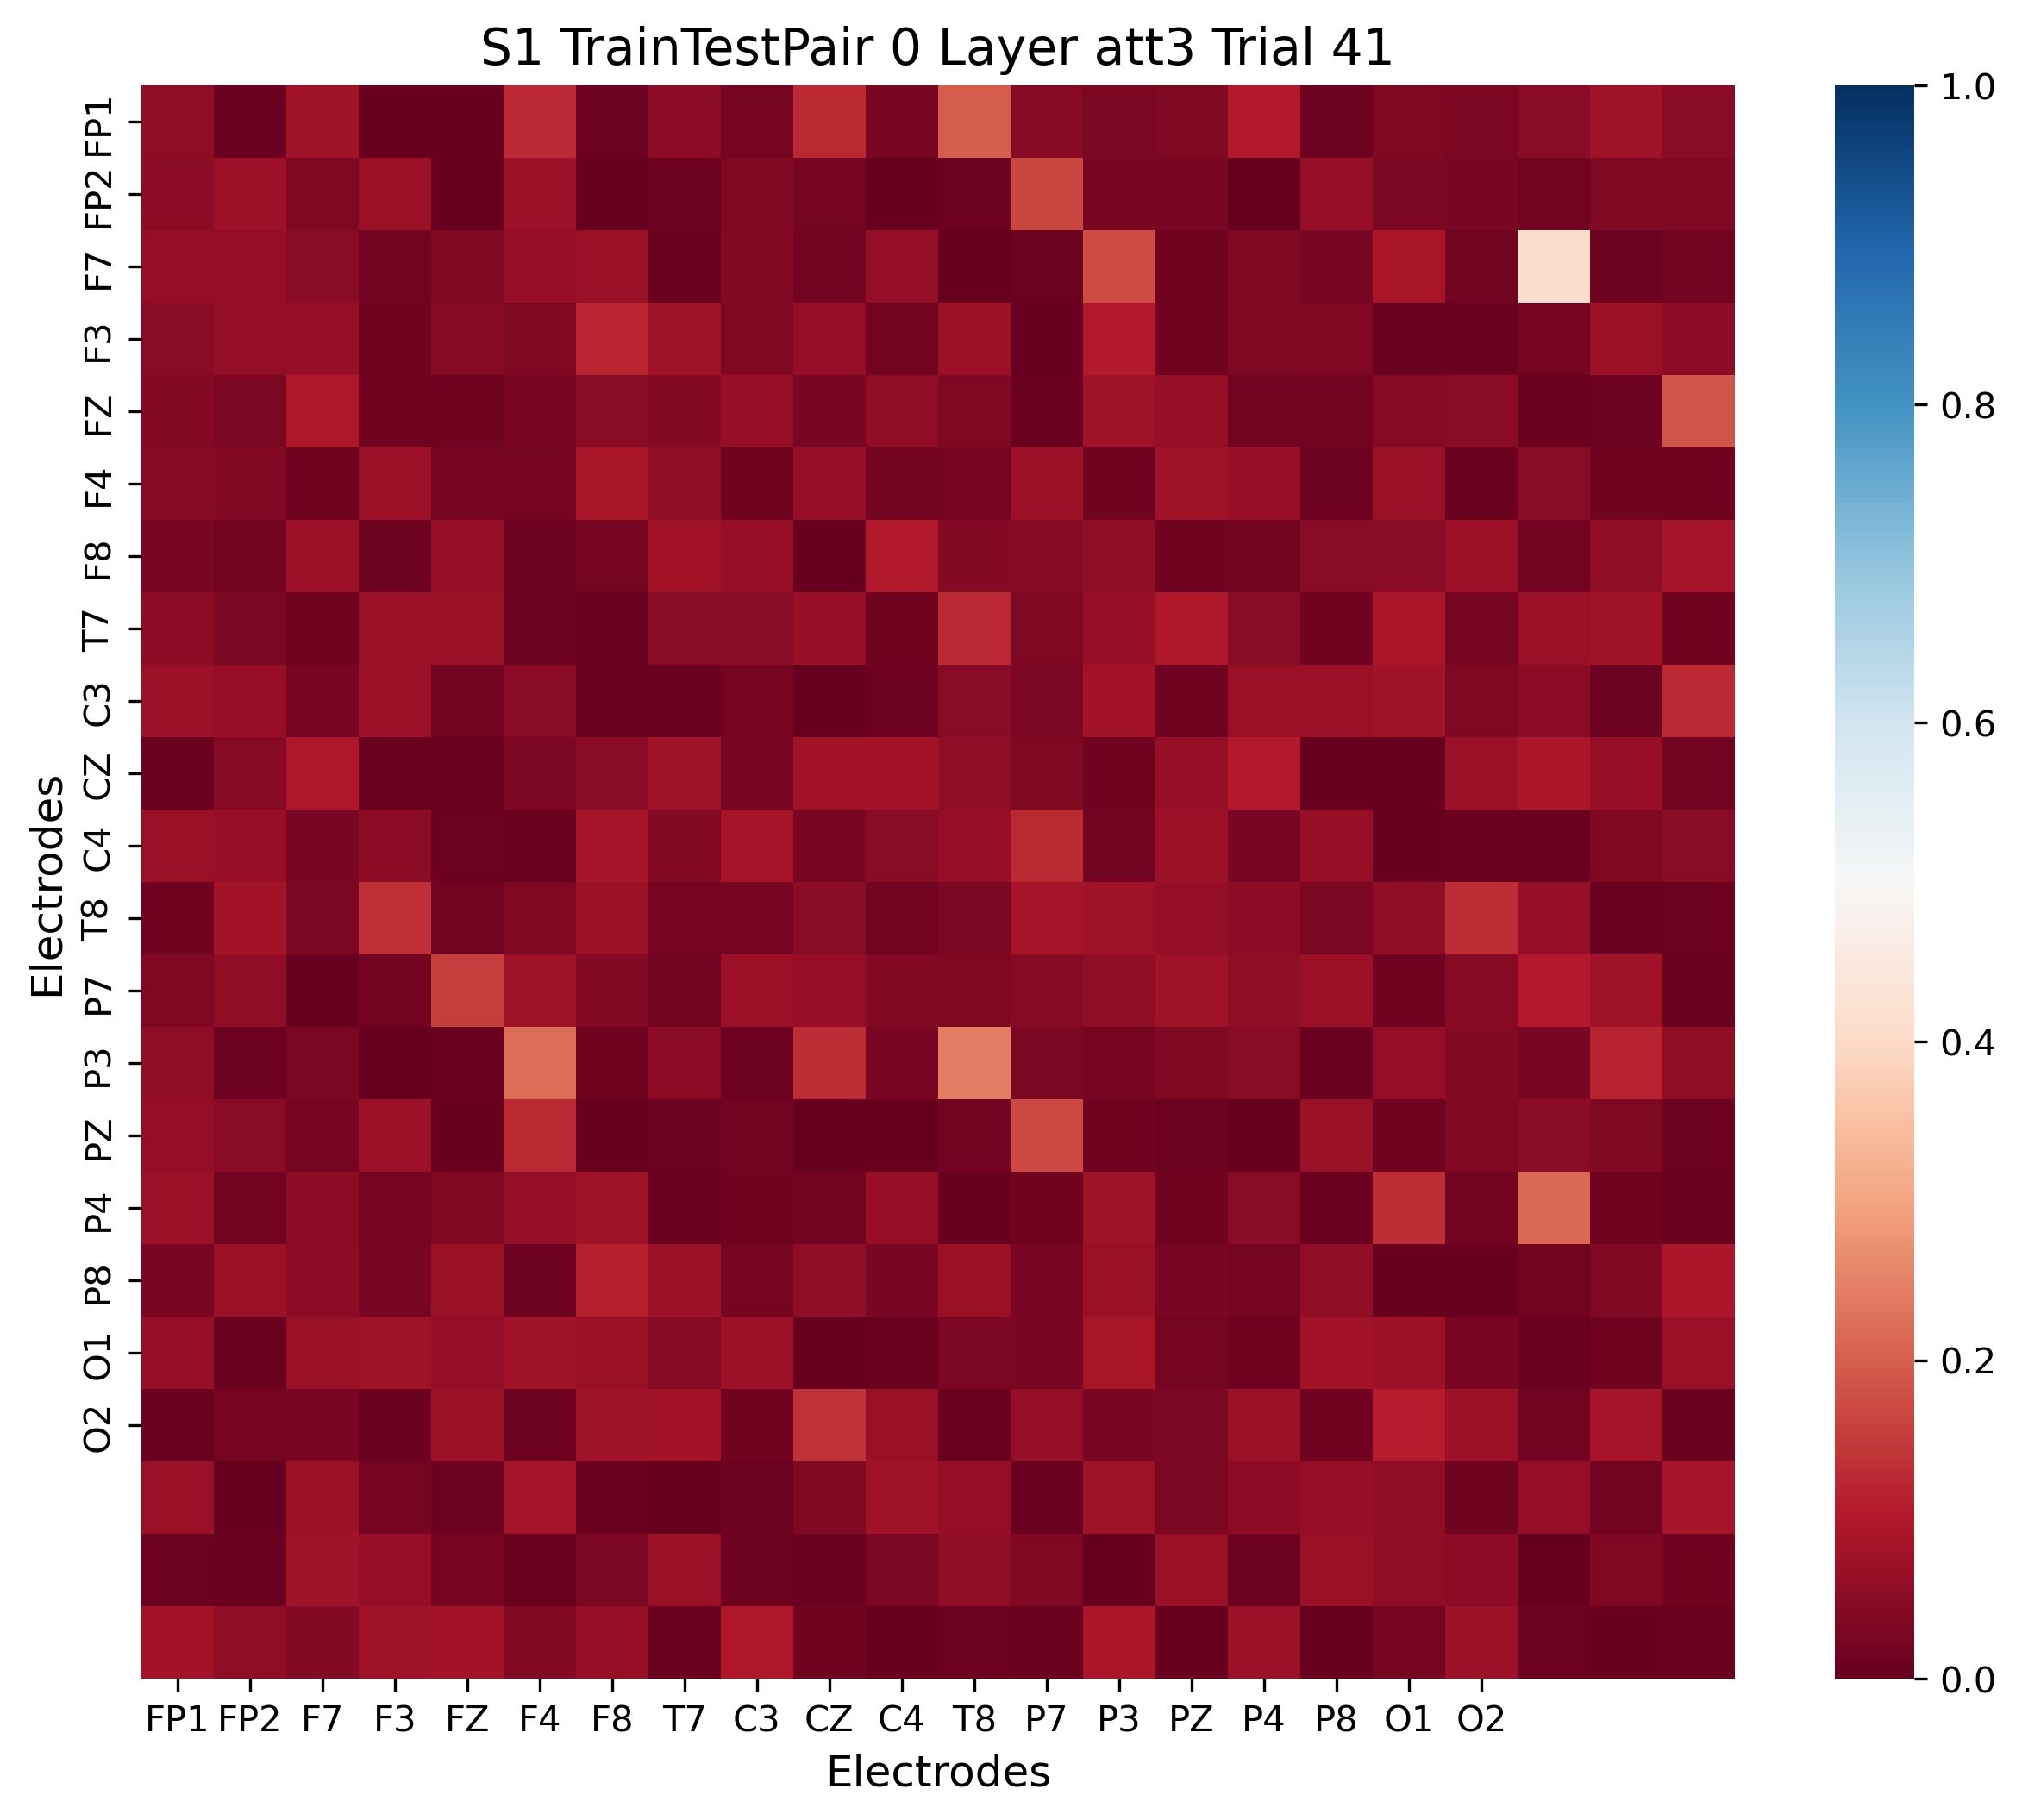 S1 TrainTestPair 0 Layer att3 Trial 41
Electrodes
FP1
FP2
F7
F3
FZ
F4
F8
T7
C3
CZ
C4
T8
P7
P3
PZ
P4
P8
O1
O2
FP1 FP2 F7 F3 FZ F4 F8 T7 C3 CZ C4 T8 P7 P3 PZ P4 P8 O1 O2
Electrodes
1.0
0.8
0.6
0.4
0.2
0.0